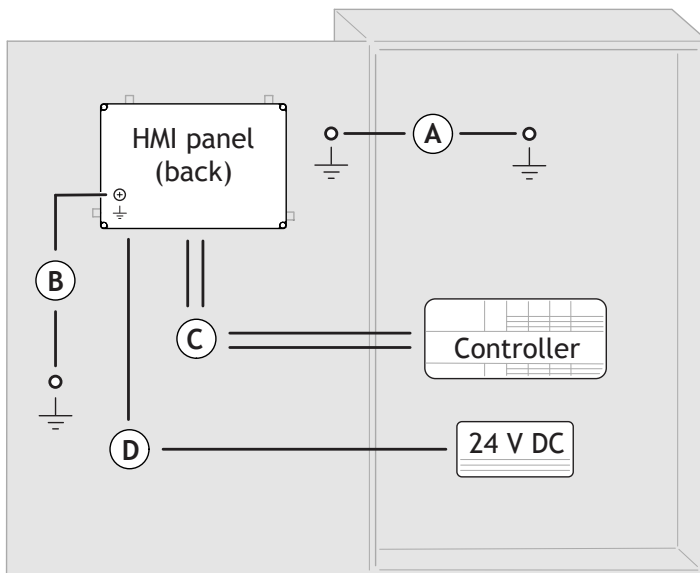 HMI panel
(back)
A
B
C
Controller
D
24 V DC